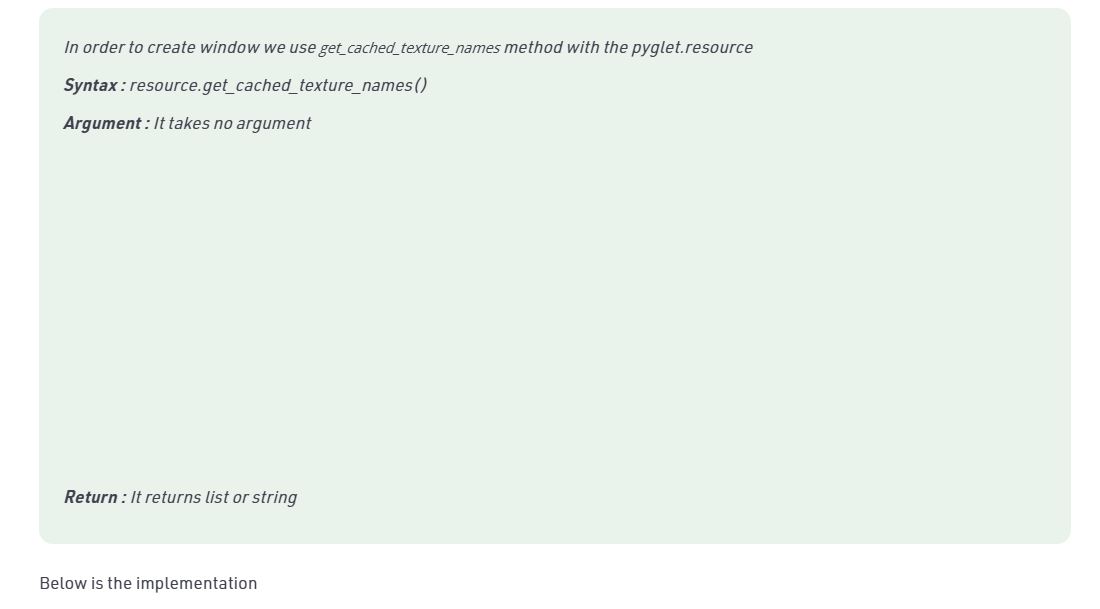 In order to create window we use get_cached_texture_names method with the pyglet.resource
Syntax : resource.get_cached_texture_names()
Argument : It takes no argument
Return : It returns list or string
Below is the implementation